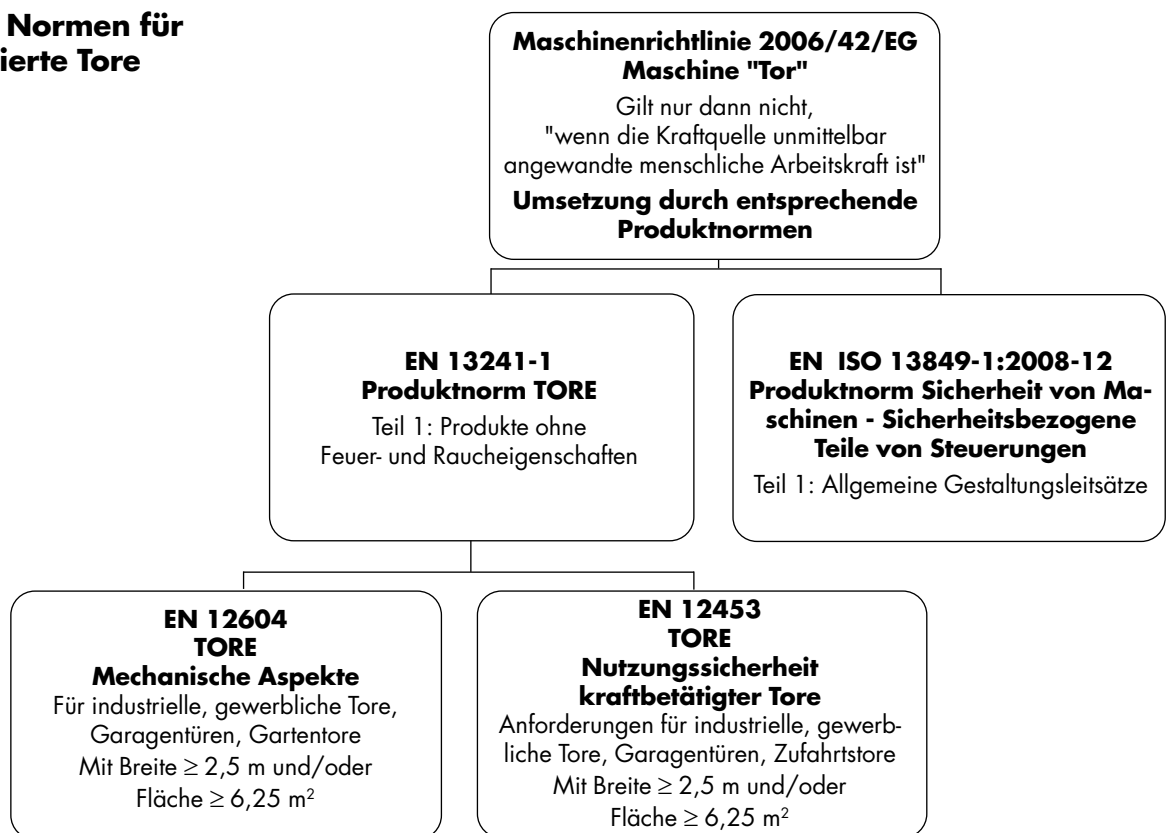 Normen für
ierte Tore
Maschinenrichtlinie 2006/42/EG
Maschine "Tor"
Gilt nur dann nicht,
"wenn die Kraftquelle unmittelbar
angewandte menschliche Arbeitskraft ist"
Umsetzung durch entsprechende
Produktnormen
EN 13241-1
Produktnorm TORE
Teil 1: Produkte ohne
Feuer- und Raucheigenschaften
EN ISO 13849-1:2008-12
Produktnorm Sicherheit von Ma-
schinen - Sicherheitsbezogene
Teile von Steuerungen
Teil 1: Allgemeine Gestaltungsleitsätze
EN 12604
TORE
Mechanische Aspekte
Für industrielle, gewerbliche Tore,
Garagentüren, Gartentore
Mit Breite ≥ 2,5 m und/oder
Fläche ≥ 6,25 m²
EN 12453
TORE
Nutzungssicherheit
kraftbetätigter Tore
Anforderungen für industrielle, gewerb-
liche Tore, Garagentüren, Zufahrtstore
Mit Breite ≥ 2,5 m und/oder
Fläche ≥ 6,25 m²